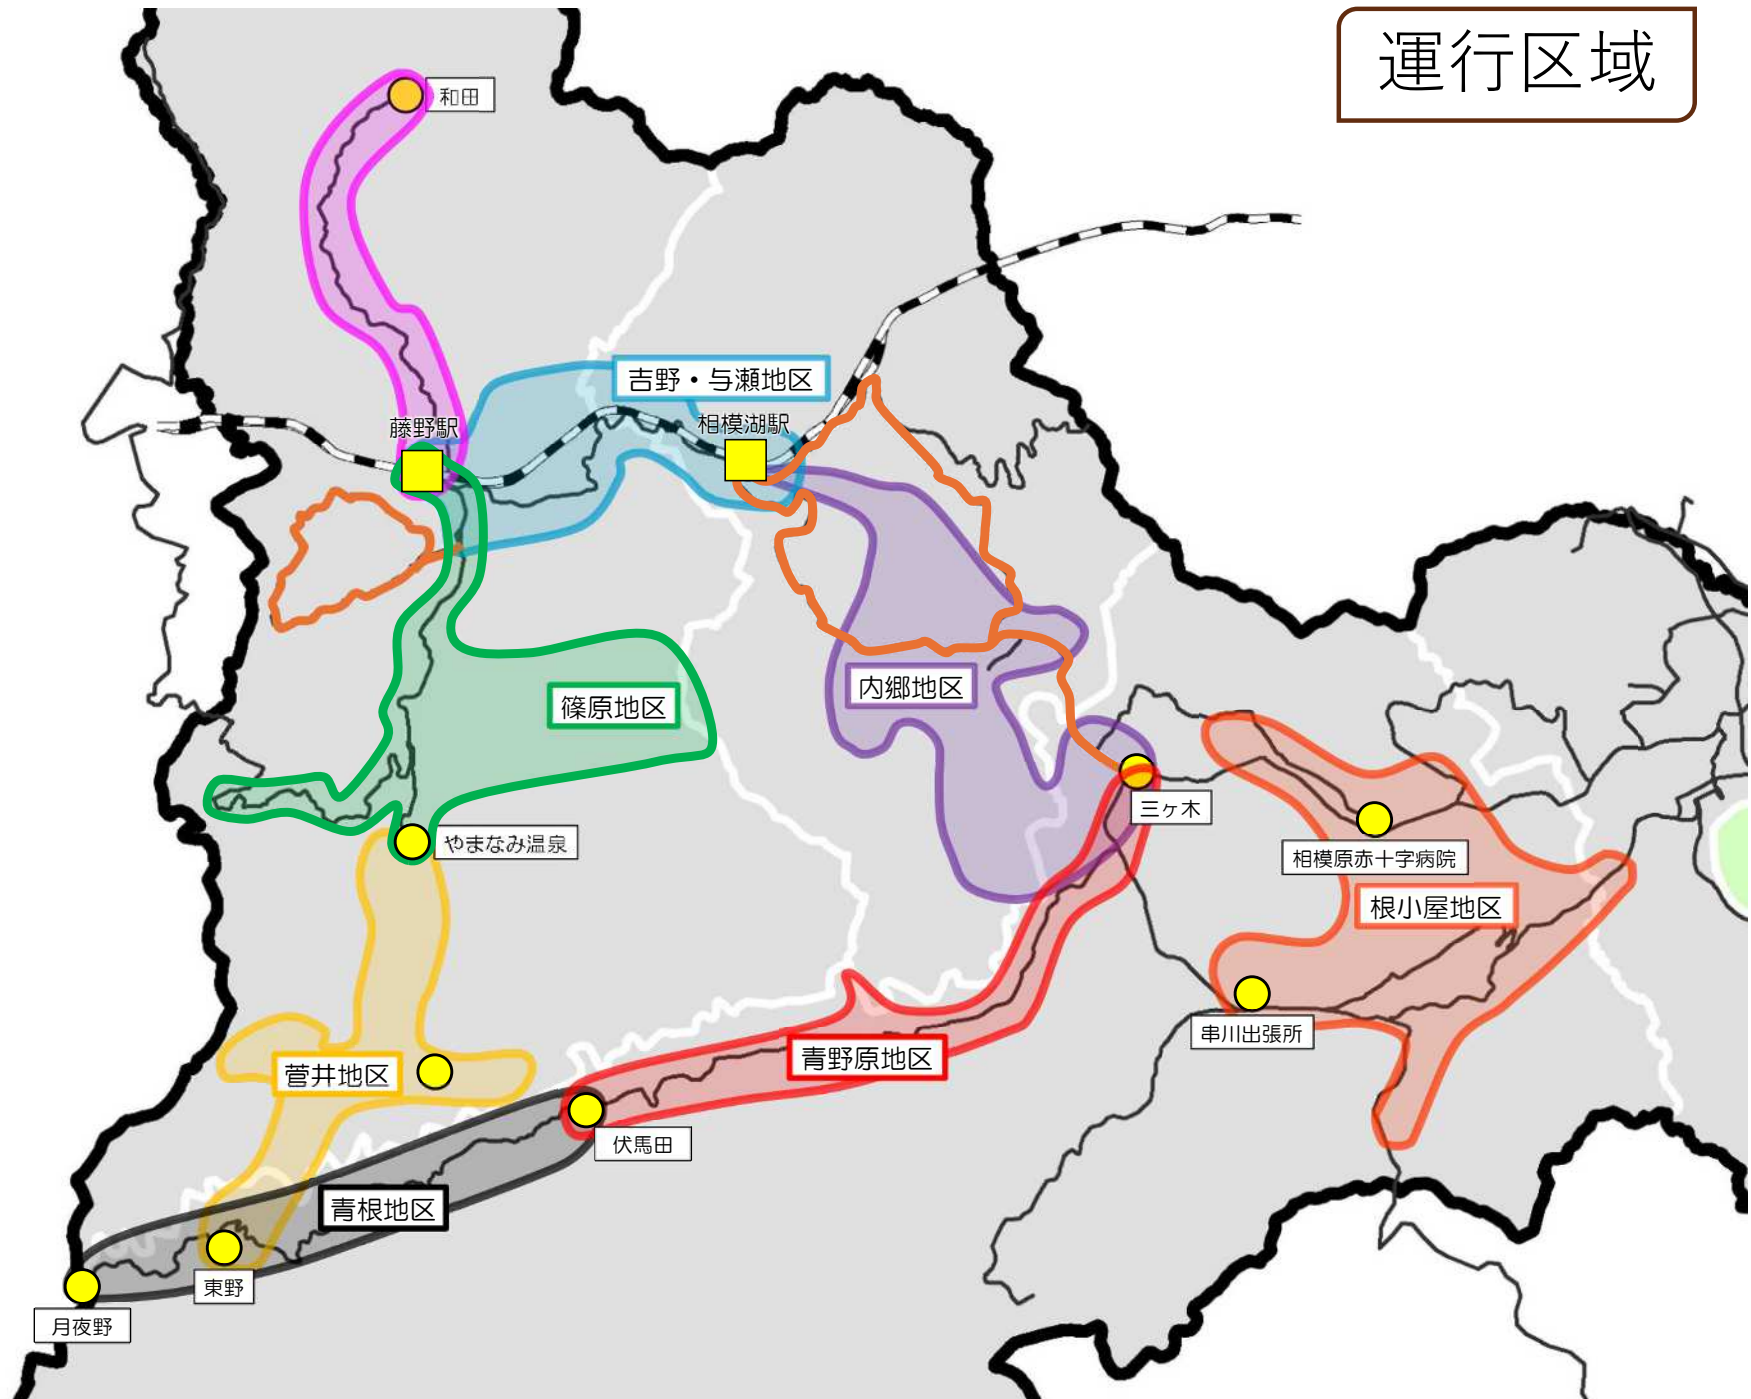 運行区域
和田
吉野・与瀬地区
藤野駅
相模湖駅
篠原地区
内郷地区
三ヶ木
やまなみ温泉
相模原赤十字病院
根小屋地区
串川出張所
青野原地区
菅井地区
伏馬田
青根地区
東野
月夜野